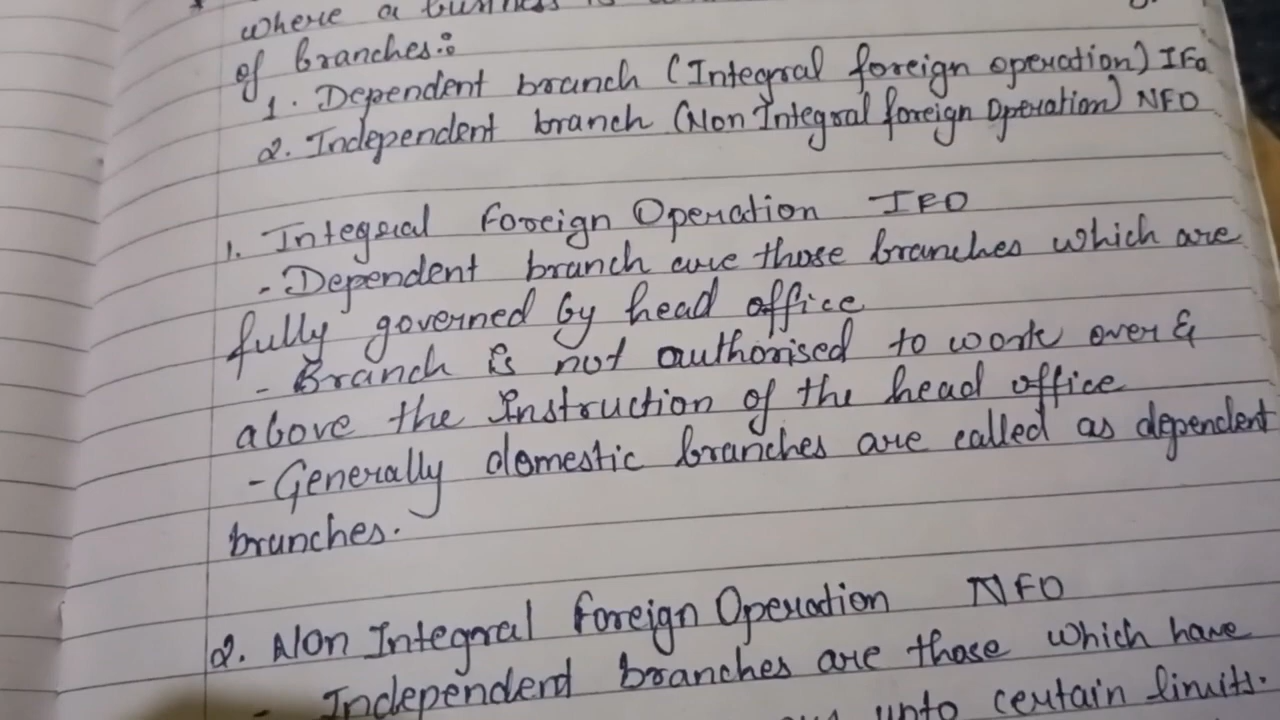 where a business is
of branches:
1. Dependent branch (Integral foreign operation) IFO
2. Independent branch (Non Integral foreign Operation) NFO
1. Integral Foreign Operation IFO
- Dependent branch are those branches which are
fully governed by head office
- Branch is not authorised to work over &
above the Instruction of the head office
- Generally domestic branches are called as dependent
branches.
2. Non Integral Foreign Operation NFO
- Independent branches are those which have
upto certain limits.